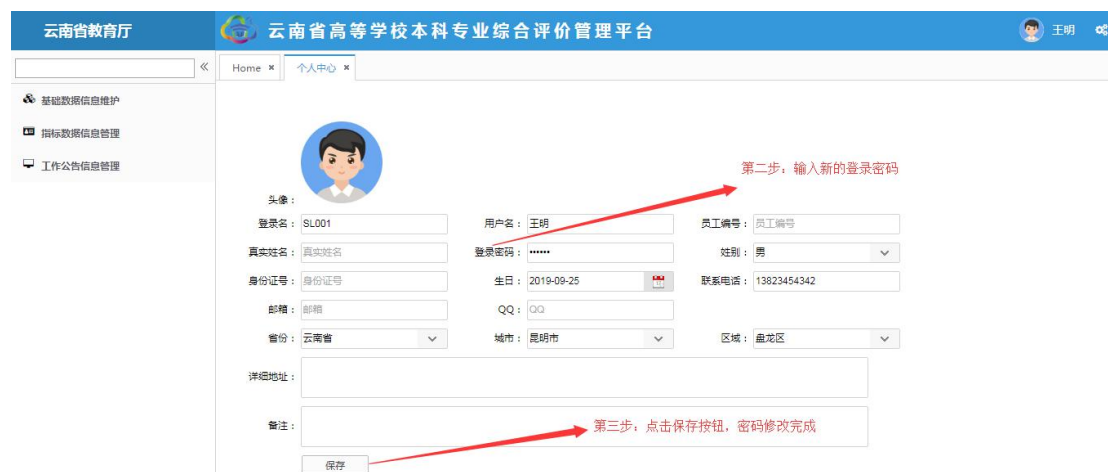 云南省教育厅 云南省高等学校本科专业综合评价管理平台 王明
Home × 个人中心 ×
基础数据信息维护
指标数据信息管理
工作公告信息管理
第二步：输入新的登录密码
头像：
登录名： SL001 用户名： 王明 员工编号： 员工编号
真实姓名： 真实姓名 登录密码： •••••• 性别： 男
身份证号： 身份证号 生日： 2019-09-25 联系电话： 13823454342
邮箱： 邮箱 QQ： QQ
省份： 云南省 城市： 昆明市 区域： 盘龙区
详细地址：
备注： 第三步：点击保存按钮，密码修改完成
保存